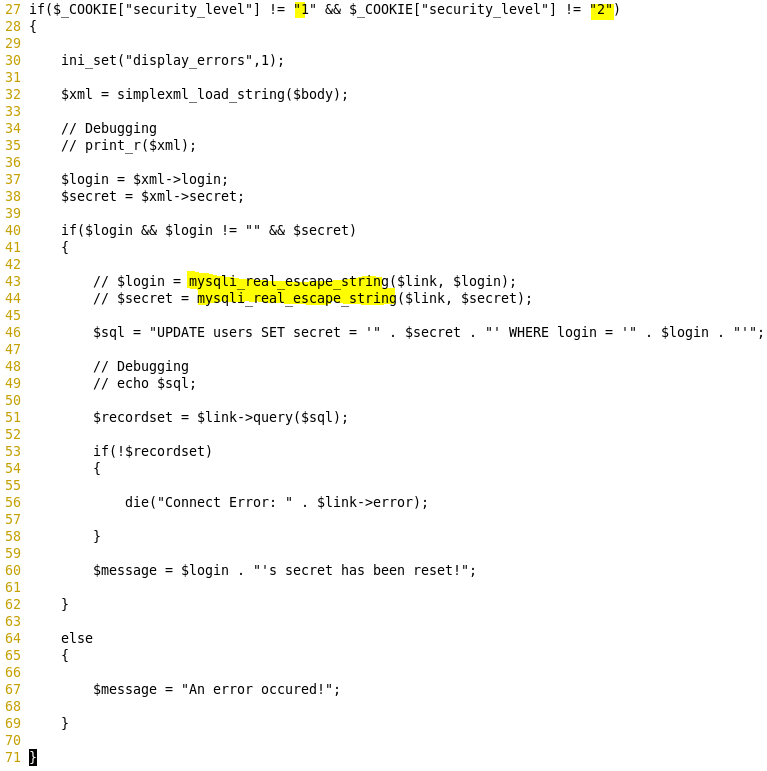 27 if($_COOKIE["security_level"] != "1" && $_COOKIE["security_level"] != "2")
28 {
29
30     ini_set("display_errors",1);
31
32     $xml = simplexml_load_string($body);
33
34     // Debugging
35     // print_r($xml);
36
37     $login = $xml->login;
38     $secret = $xml->secret;
39
40     if($login && $login != "" && $secret)
41     {
42
43         // $login = mysqli_real_escape_string($link, $login);
44         // $secret = mysqli_real_escape_string($link, $secret);
45
46         $sql = "UPDATE users SET secret = '" . $secret . "' WHERE login = '" . $login . "'";
47
48         // Debugging
49         // echo $sql;
50
51         $recordset = $link->query($sql);
52
53         if(!$recordset)
54         {
55
56             die("Connect Error: " . $link->error);
57
58         }
59
60         $message = $login . "'s secret has been reset!";
61
62     }
63
64     else
65     {
66
67         $message = "An error occured!";
68
69     }
70
71 }